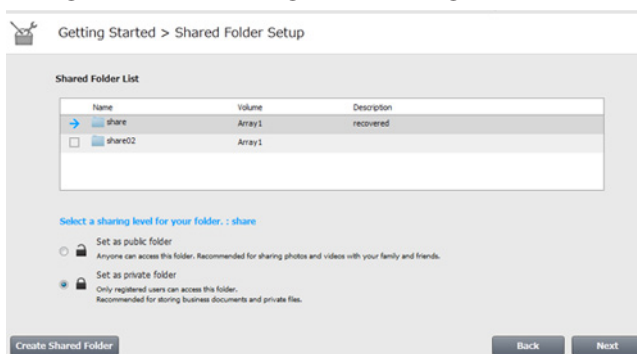 Getting Started > Shared Folder Setup
Shared Folder List
Name Volume Description
share Array1 recovered
share02 Array1
Select a sharing level for your folder. : share
Set as public folder
Anyone can access this folder. Recommended for sharing photos and videos with your family and friends.
Set as private folder
Only registered users can access this folder.
Recommended for storing business documents and private files.
Create Shared Folder Back Next